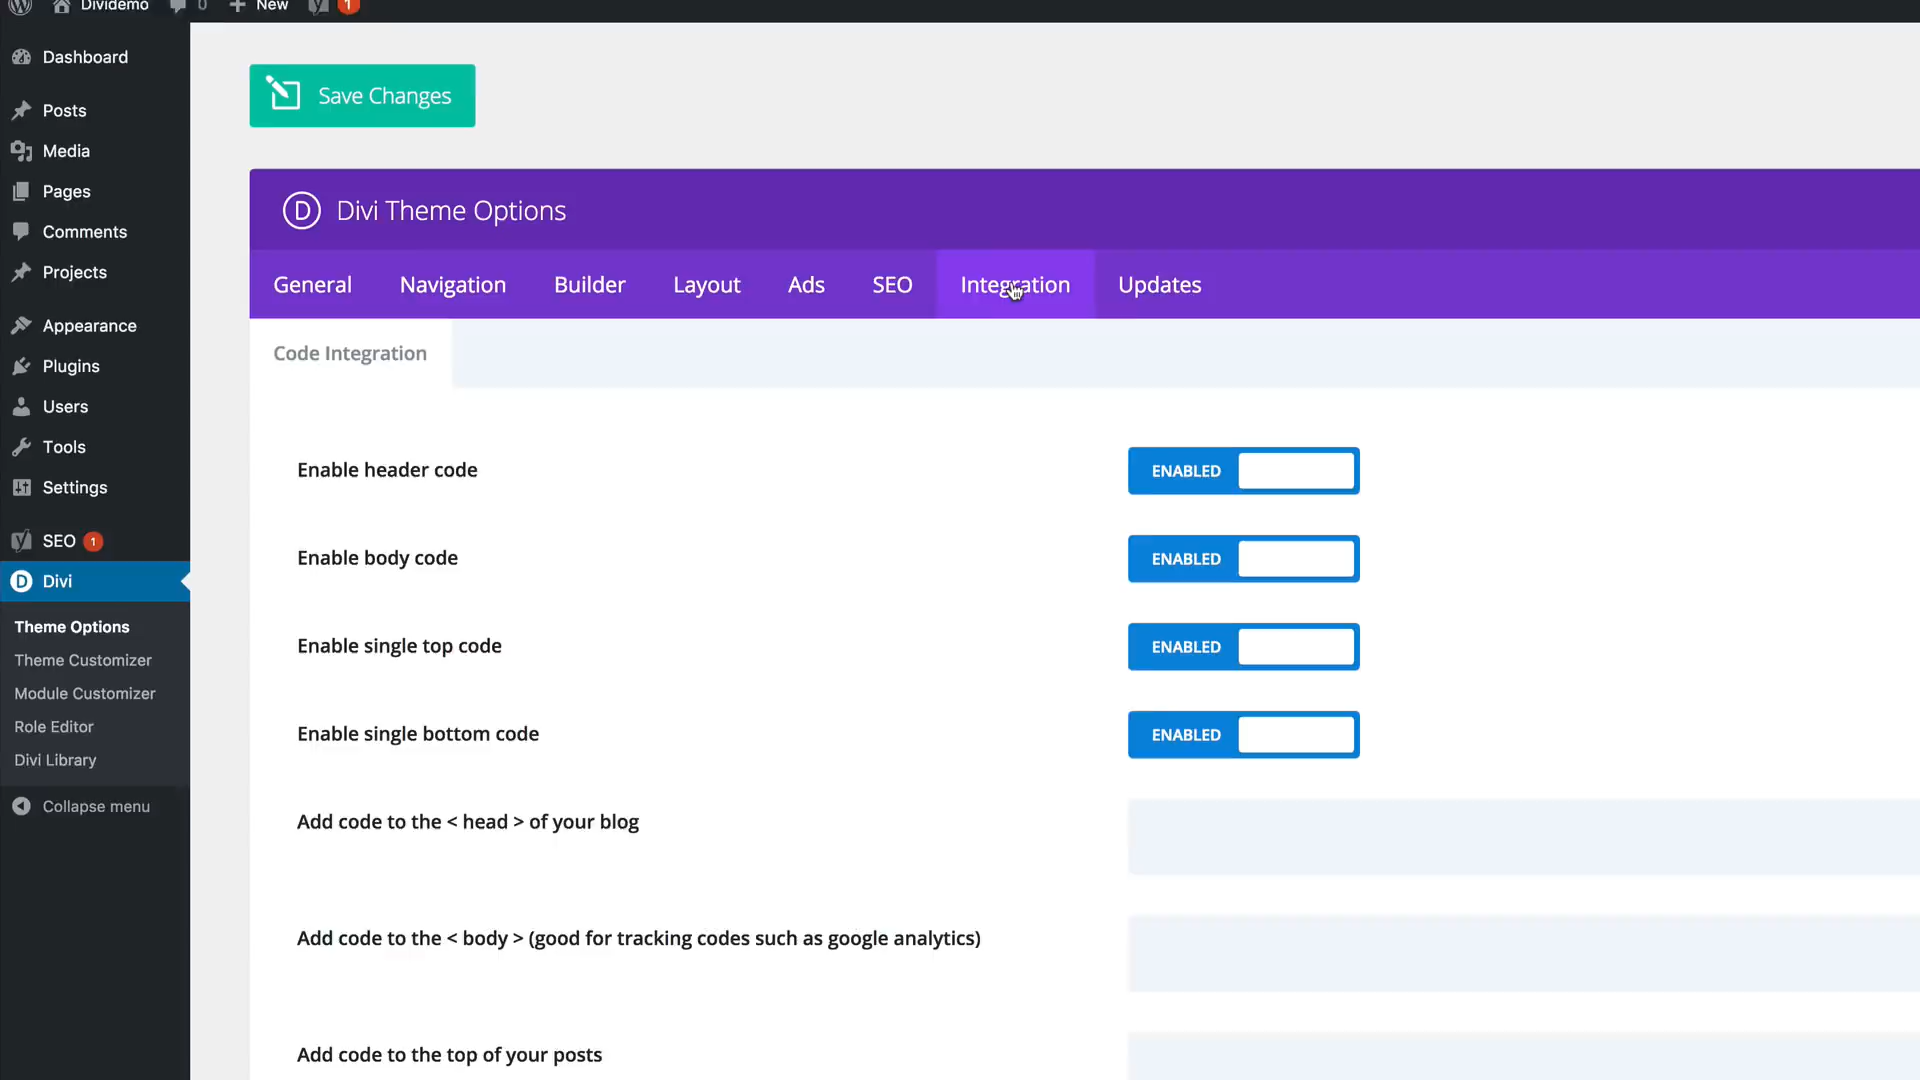 Dividemo 0 New 1
Dashboard
Posts
Media
Pages
Comments
Projects
Appearance
Plugins
Users
Tools
Settings
SEO 1
Divi
Theme Options
Theme Customizer
Module Customizer
Role Editor
Divi Library
Collapse menu
Save Changes
D Divi Theme Options
General Navigation Builder Layout Ads SEO Integration Updates
Code Integration
Enable header code ENABLED
Enable body code ENABLED
Enable single top code ENABLED
Enable single bottom code ENABLED
Add code to the < head > of your blog
Add code to the < body > (good for tracking codes such as google analytics)
Add code to the top of your posts